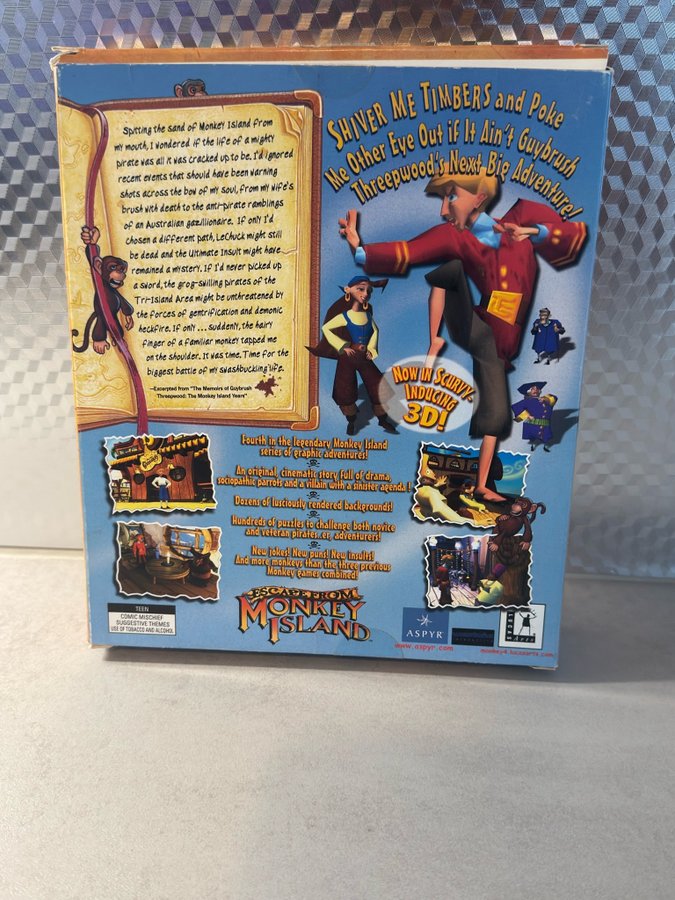 SHIVER ME TIMBERS and Poke
Me Other Eye Out if It Ain't Guybrush
Threepwood's Next Big Adventure!
Spitting the sand of Monkey Island from
my mouth, I wondered if the life of a mighty
pirate was all it was cracked up to be. I'd ignored
recent events that should have been warning
shots across the bow of my soul, from my wife's
brush with death to the anti-pirate ramblings
of an Australian gazillionaire. If only I'd
chosen a different path, LeChuck might still
be dead and the Ultimate Insult might have
remained a mystery. If I'd never picked up
a sword, the grog-swilling pirates of the
Tri-Island Area might be unthreatened by
the forces of gentrification and demonic
heckfire. If only ... suddenly, the hairy
finger of a familiar monkey tapped me
on the shoulder. It was time. Time for the
biggest battle of my swashbuckling life.
—Excerpted from "The Memoirs of Guybrush
Threepwood: The Monkey Island Years"
NOW IN SCURVY-
INDUCING
3D!
Fourth in the legendary Monkey Island
series of graphic adventures!
An original, cinematic story full of drama,
sociopathic parrots and a villain with a sinister agenda!
Dozens of lusciously rendered backgrounds!
Hundreds of puzzles to challenge both novice
and veteran pirates..er, adventurers!
New jokes! New puns! New insults!
And more monkeys than the three previous
Monkey games combined!
TEEN
COMIC MISCHIEF
SUGGESTIVE THEMES
USE OF TOBACCO AND ALCOHOL
ESCAPE FROM
MONKEY
ISLAND
ASPYR
www.aspyr.com
monkey4.lucasarts.com